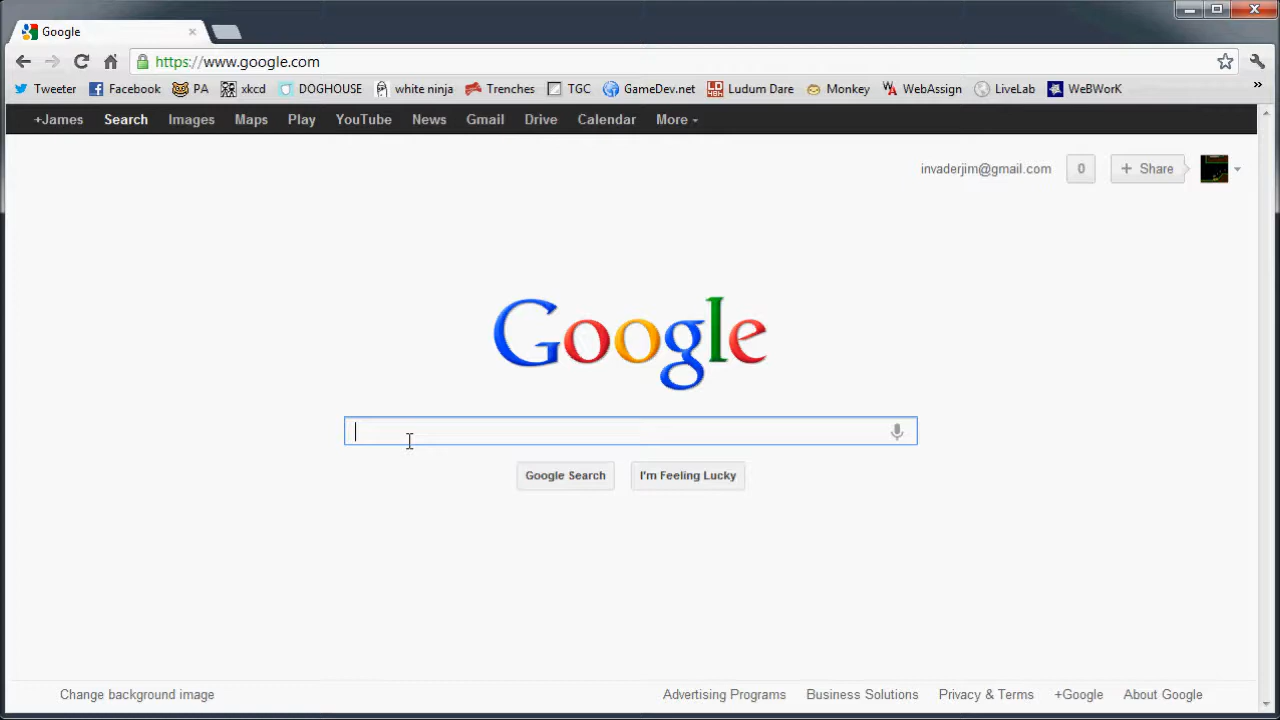 Google
https://www.google.com
Tweeter Facebook PA xkcd DOGHOUSE white ninja Trenches TGC GameDev.net Ludum Dare Monkey WebAssign LiveLab WeBWorK »
+James Search Images Maps Play YouTube News Gmail Drive Calendar More
invaderjim@gmail.com 0 + Share
Google
Google Search I'm Feeling Lucky
Change background image Advertising Programs Business Solutions Privacy & Terms +Google About Google